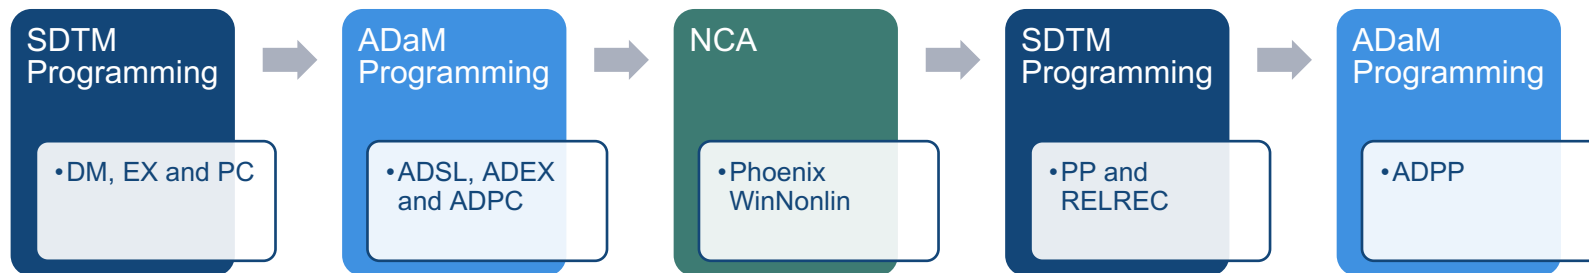 SDTM
Programming
•DM, EX and PC
ADaM
Programming
•ADSL, ADEX
and ADPC
NCA
•Phoenix
WinNonlin
SDTM
Programming
•PP and
RELREC
ADaM
Programming
•ADPP